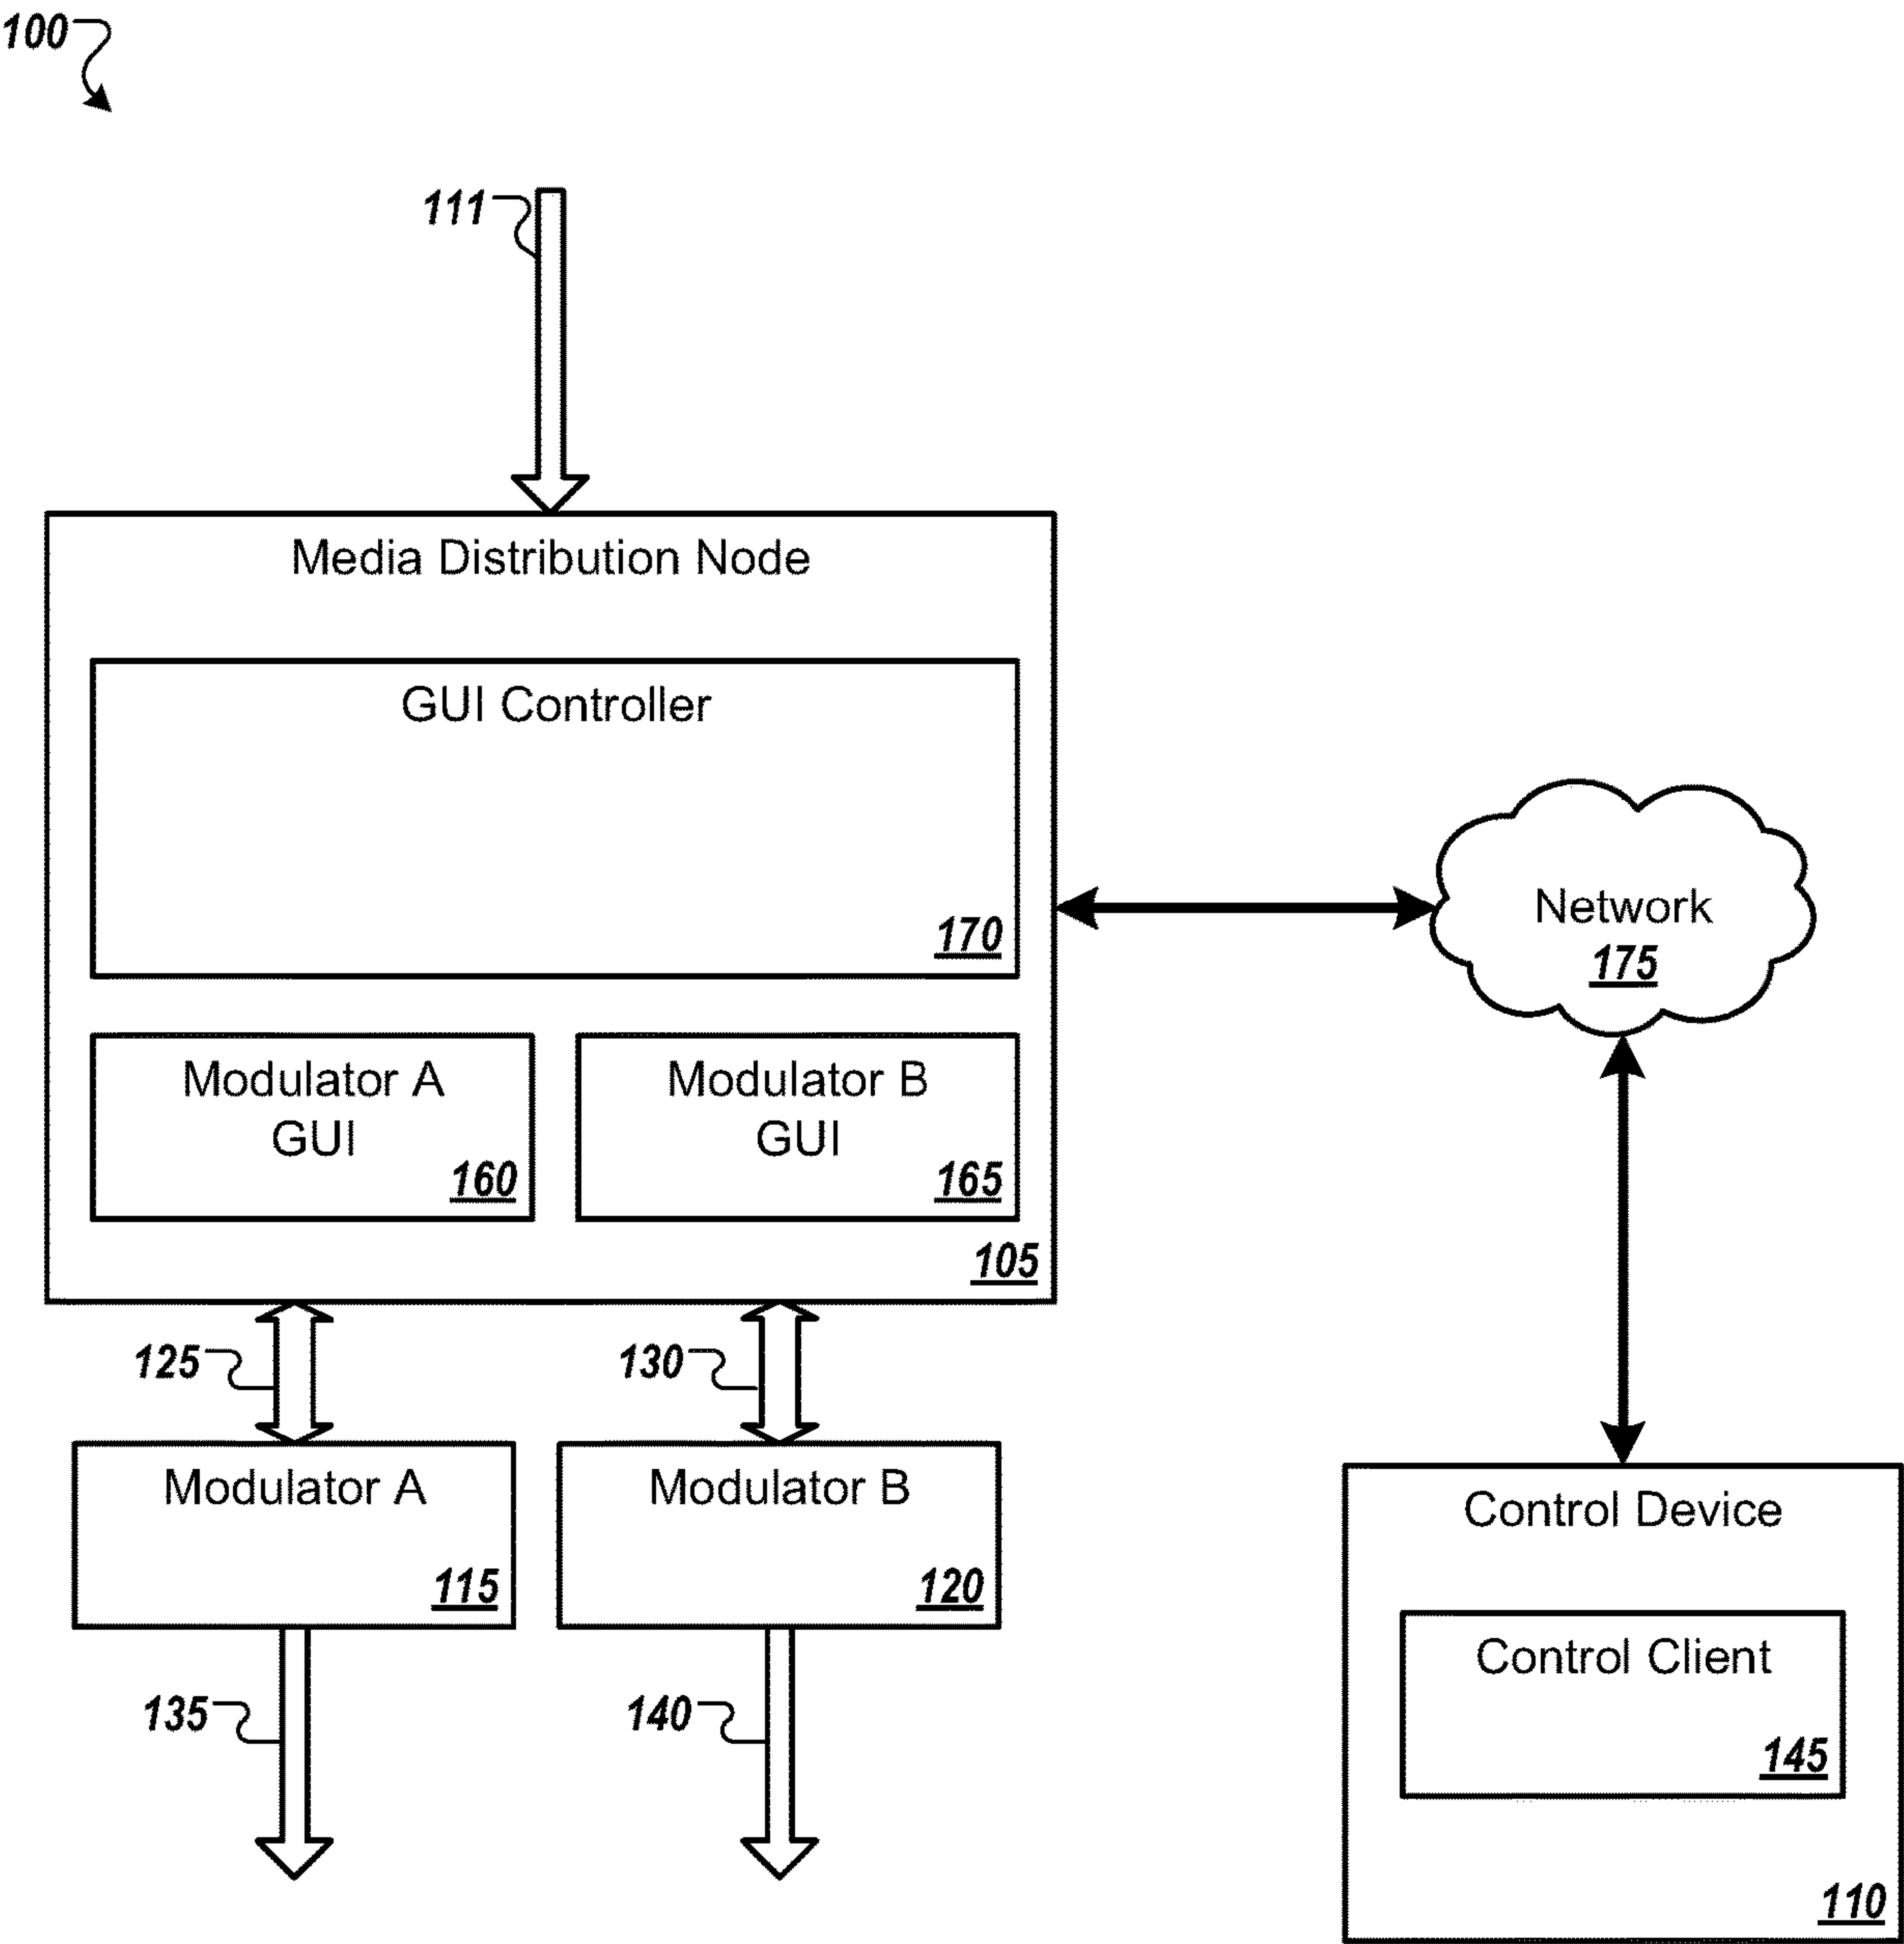 100
111
Media Distribution Node
GUI Controller
170
Modulator A
GUI
160
Modulator B
GUI
165
105
Network
175
125
130
Modulator A
115
Modulator B
120
135
140
Control Device
Control Client
145
110